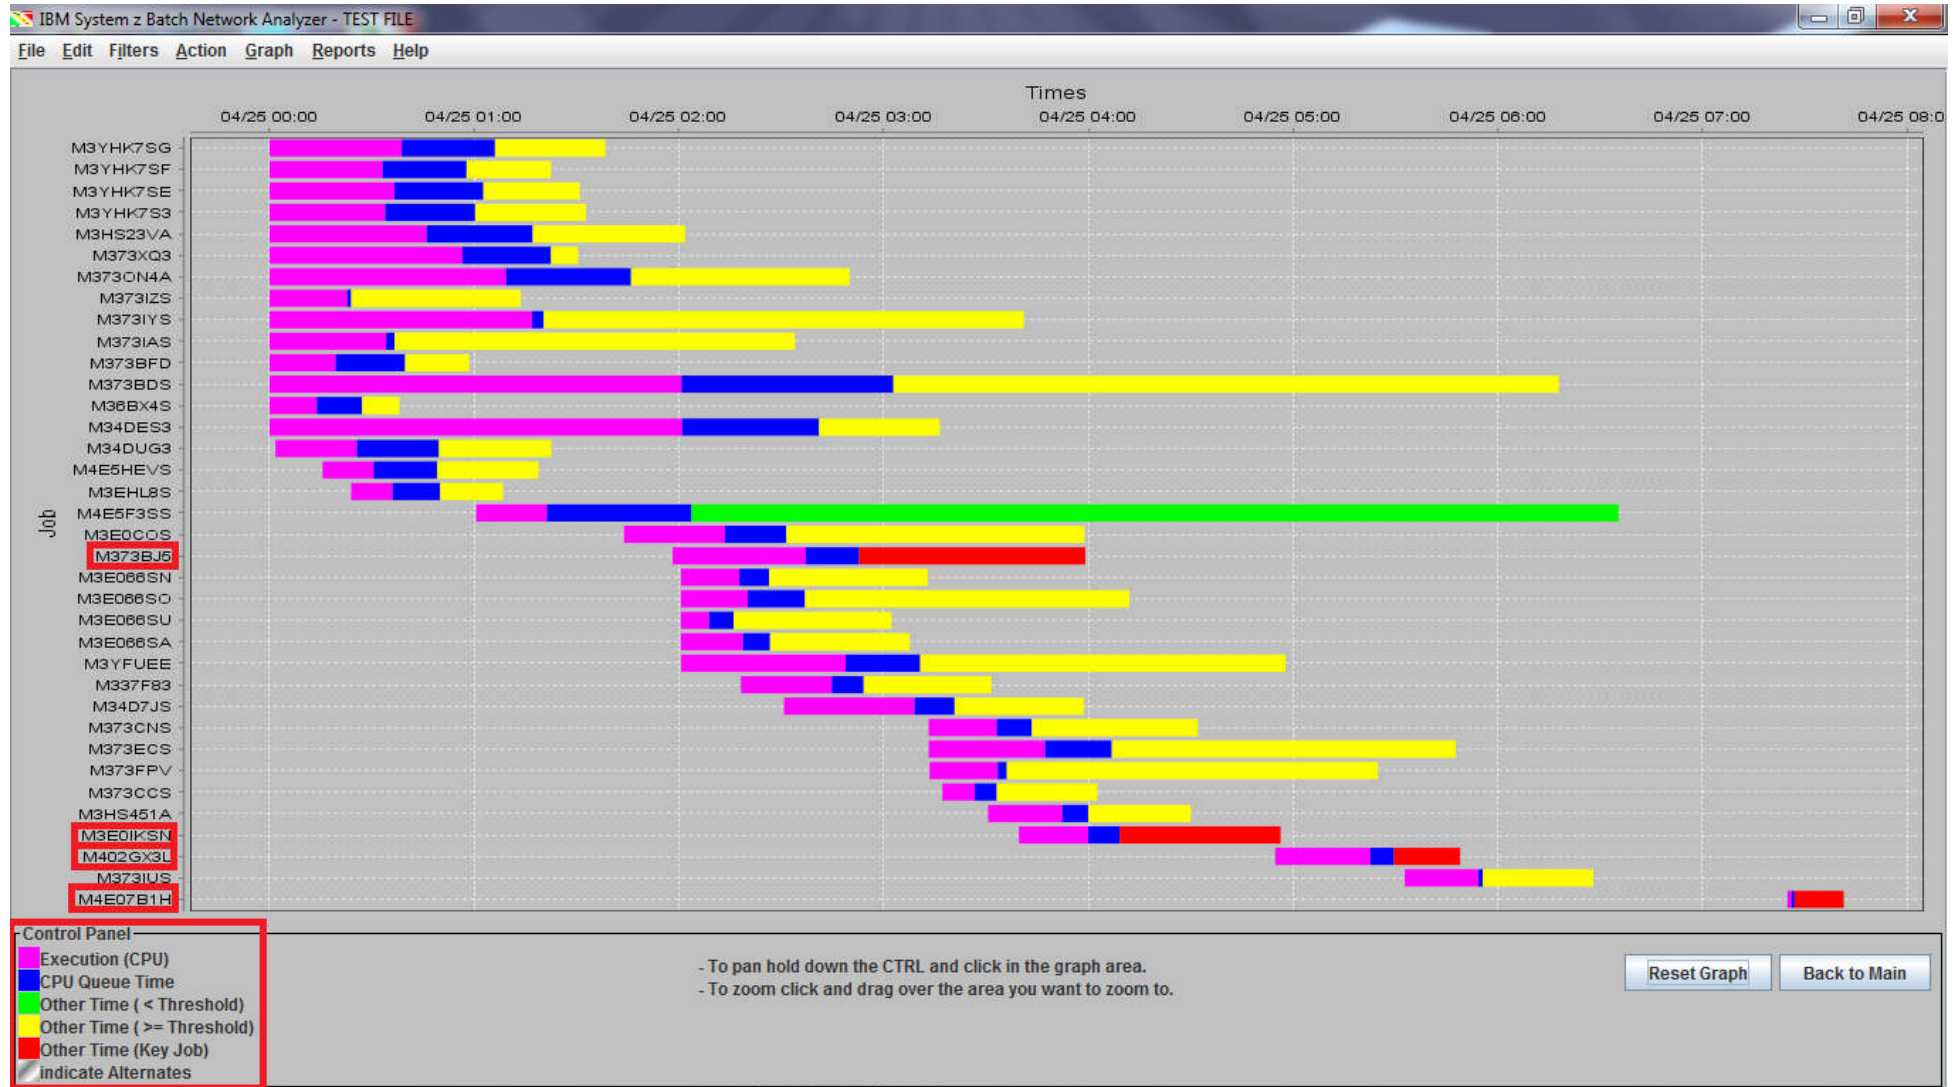 IBM System z Batch Network Analyzer - TEST FILE
File Edit Filters Action Graph Reports Help
Times
04/25 00:00 04/25 01:00 04/25 02:00 04/25 03:00 04/25 04:00 04/25 05:00 04/25 06:00 04/25 07:00 04/25 08:0
Job
M3YHK7SG
M3YHK7SF
M3YHK7SE
M3YHK7S3
M3HS23VA
M373XQ3
M373ON4A
M373IZS
M373IYS
M373IAS
M373BFD
M373BDS
M36BX4S
M34DES3
M34DUG3
M4E5HEVS
M3EHL8S
M4E5F3SS
M3E0COS
M373BJ5
M3E066SN
M3E066SO
M3E066SU
M3E066SA
M3YFUEE
M337F83
M34D7JS
M373CNS
M373ECS
M373FPV
M373CCS
M3HS451A
M3E0IKSN
M402GX3L
M373IUS
M4E07B1H
Control Panel
Execution (CPU)
CPU Queue Time
Other Time ( < Threshold)
Other Time ( >= Threshold)
Other Time (Key Job)
indicate Alternates
- To pan hold down the CTRL and click in the graph area.
- To zoom click and drag over the area you want to zoom to.
Reset Graph Back to Main